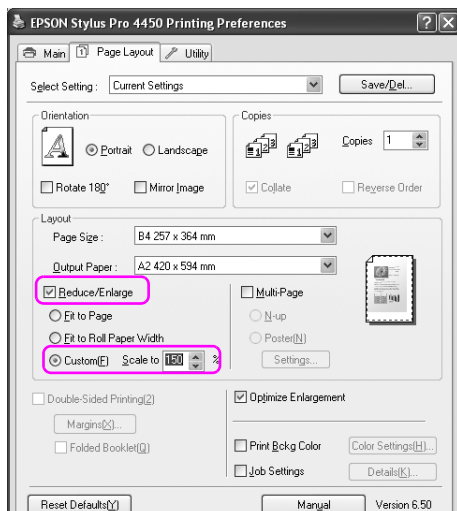 EPSON Stylus Pro 4450 Printing Preferences
Main Page Layout Utility
Select Setting : Current Settings Save/Del...
Orientation Copies
Portrait Landscape Copies 1
Rotate 180° Mirror Image Collate Reverse Order
Layout
Page Size : B4 257 x 364 mm
Output Paper : A2 420 x 594 mm
Reduce/Enlarge Multi-Page
Fit to Page N-up
Fit to Roll Paper Width Poster(N)
Custom(F) Scale to 150 % Settings...
Double-Sided Printing(2) Optimize Enlargement
Margins(X)...
Folded Booklet(Q) Print Bckg Color Color Settings(H)...
Job Settings Details(K)...
Reset Defaults(Y) Manual Version 6.50